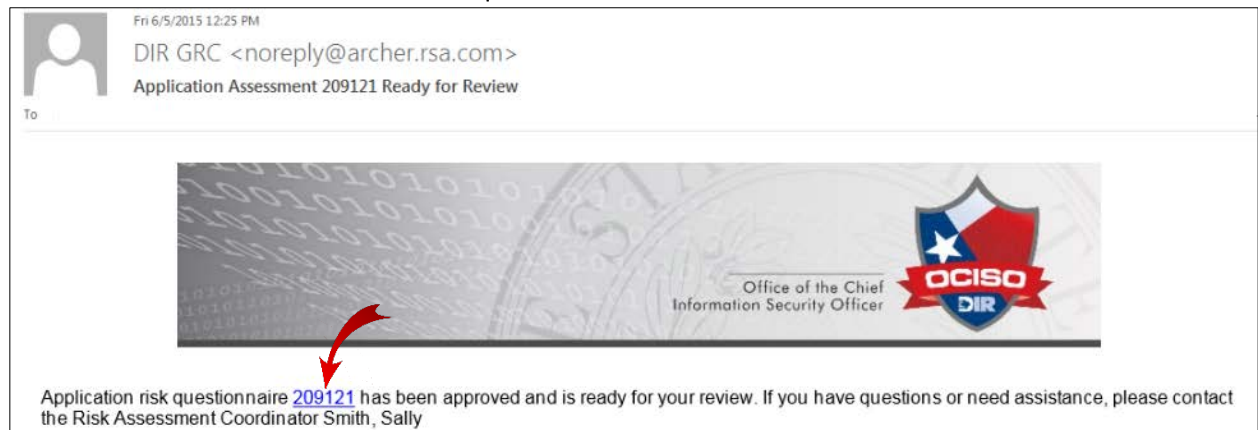 Fri 6/5/2015 12:25 PM
DIR GRC <noreply@archer.rsa.com>
Application Assessment 209121 Ready for Review
To
Office of the Chief
Information Security Officer
OCISO
DIR
Application risk questionnaire 209121 has been approved and is ready for your review. If you have questions or need assistance, please contact
the Risk Assessment Coordinator Smith, Sally